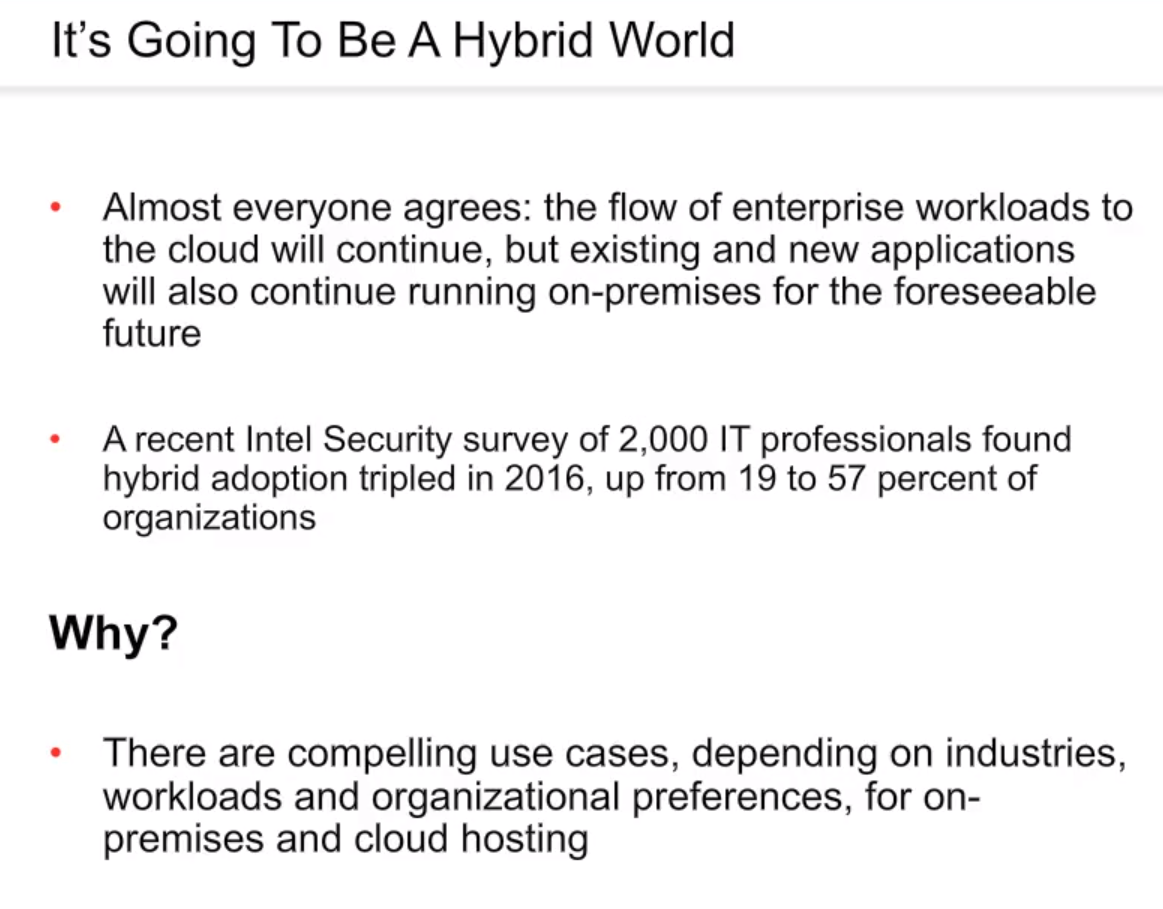 It’s Going To Be A Hybrid World
• Almost everyone agrees: the flow of enterprise workloads to
the cloud will continue, but existing and new applications
will also continue running on-premises for the foreseeable
future
• A recent Intel Security survey of 2,000 IT professionals found
hybrid adoption tripled in 2016, up from 19 to 57 percent of
organizations
Why?
• There are compelling use cases, depending on industries,
workloads and organizational preferences, for on-
premises and cloud hosting